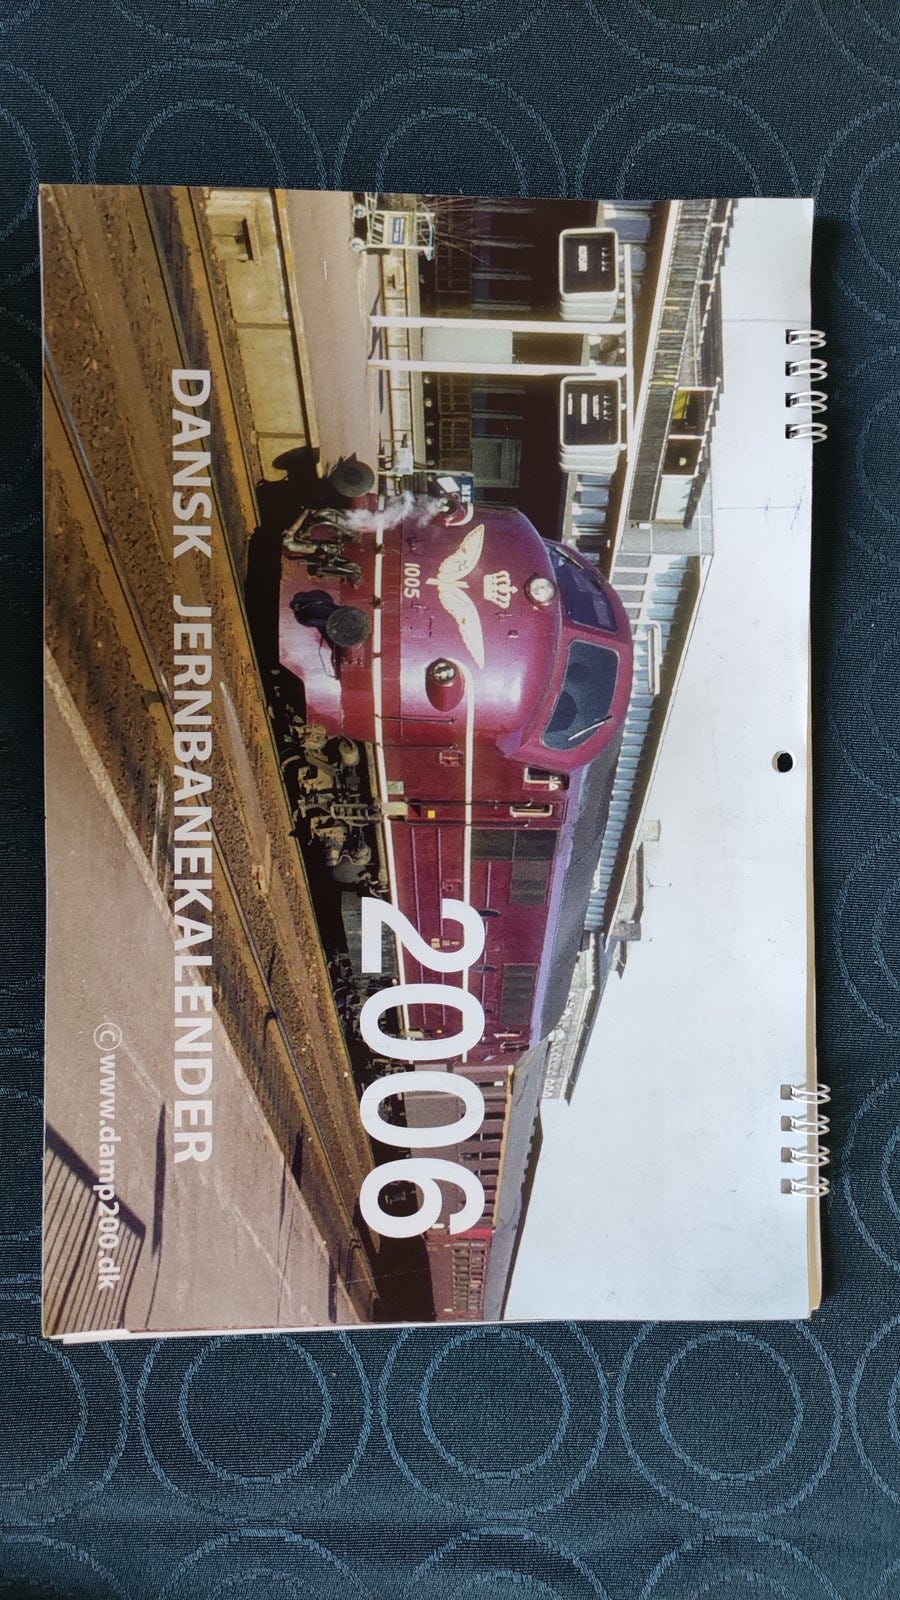 1005
2006
DANSK JERNBANEKALENDER
© www.damp200.dk